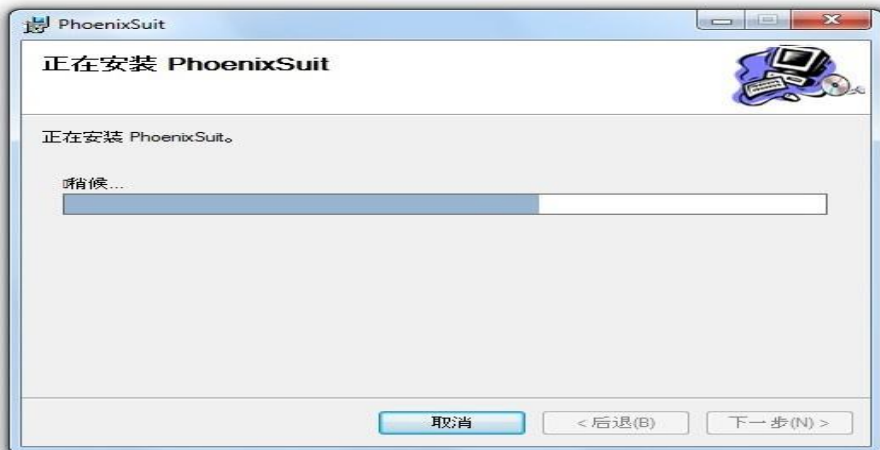 PhoenixSuit
正在安装 PhoenixSuit
正在安装 PhoenixSuit。
稍候...
取消
< 后退(B)
下一步(N) >